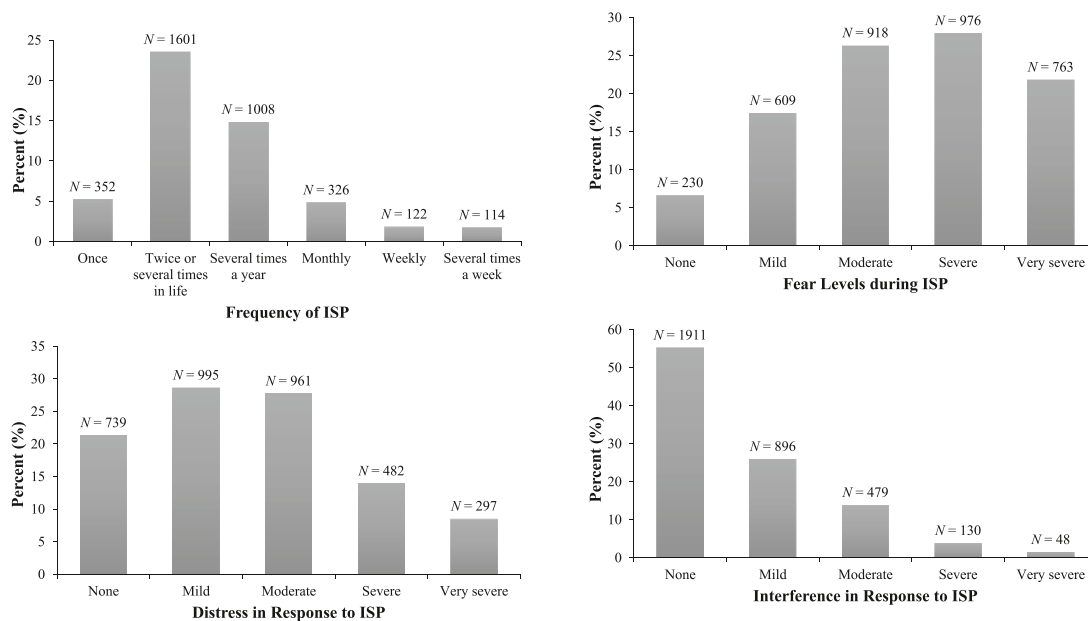 Percent (%)
25
20
15
10
5
0
N = 352
N = 1601
N = 1008
N = 326
N = 122
N = 114
Once
Twice or
several times
in life
Several times
a year
Monthly
Weekly
Several times
a week
Frequency of ISP
Percent (%)
30
25
20
15
10
5
0
N = 230
N = 609
N = 918
N = 976
N = 763
None
Mild
Moderate
Severe
Very severe
Fear Levels during ISP
Percent (%)
35
30
25
20
15
10
5
0
N = 739
N = 995
N = 961
N = 482
N = 297
None
Mild
Moderate
Severe
Very severe
Distress in Response to ISP
Percent (%)
60
50
40
30
20
10
0
N = 1911
N = 896
N = 479
N = 130
N = 48
None
Mild
Moderate
Severe
Very severe
Interference in Response to ISP